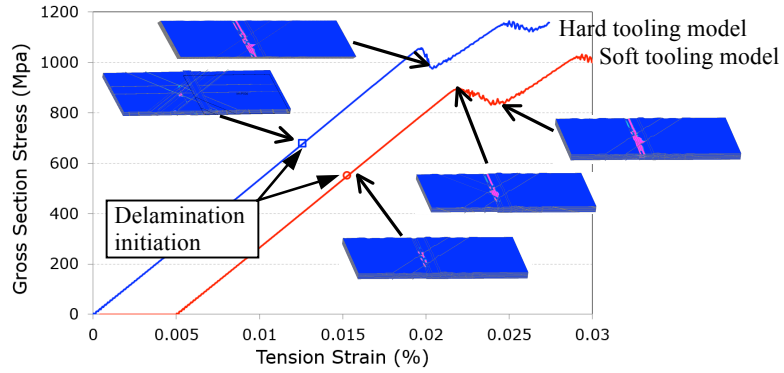 1200
1000
800
600
400
200
0
Gross Section Stress (Mpa)
Hard tooling model
Soft tooling model
Delamination
initiation
0 0.005 0.01 0.015 0.02 0.025 0.03
Tension Strain (%)